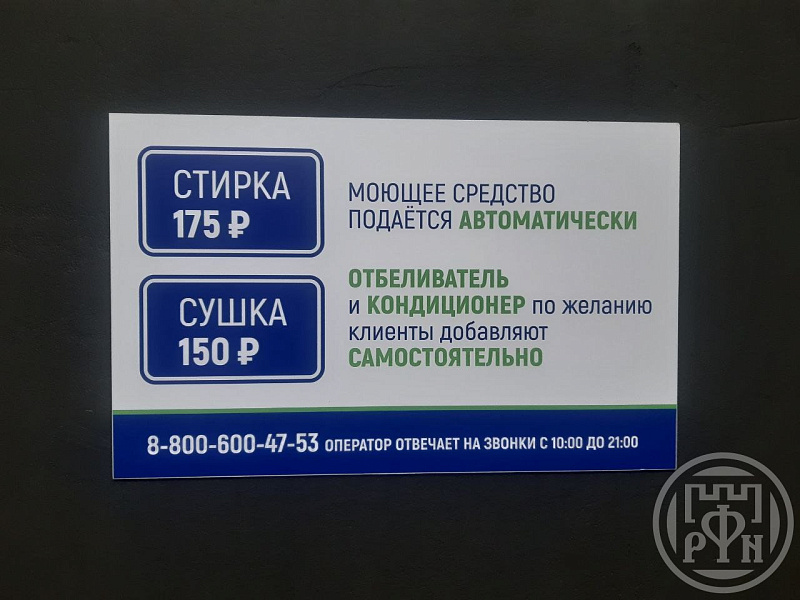 СТИРКА
175 ₽
МОЮЩЕЕ СРЕДСТВО
ПОДАЁТСЯ АВТОМАТИЧЕСКИ
СУШКА
150 ₽
ОТБЕЛИВАТЕЛЬ
И КОНДИЦИОНЕР по желанию
клиенты добавляют
САМОСТОЯТЕЛЬНО
8-800-600-47-53 ОПЕРАТОР ОТВЕЧАЕТ НА ЗВОНКИ С 10:00 ДО 21:00
Р Ф N